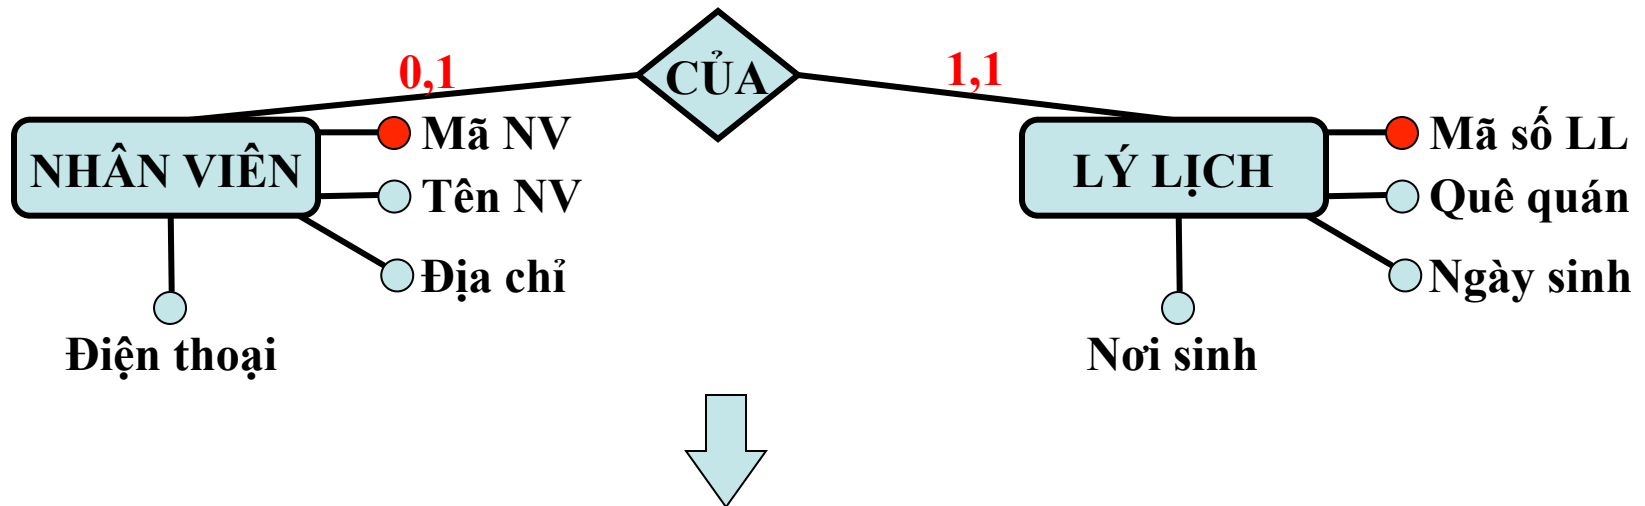 CỦA
0,1
1,1
NHÂN VIÊN
Mã NV
Tên NV
Địa chỉ
Điện thoại
LÝ LỊCH
Mã số LL
Quê quán
Ngày sinh
Nơi sinh